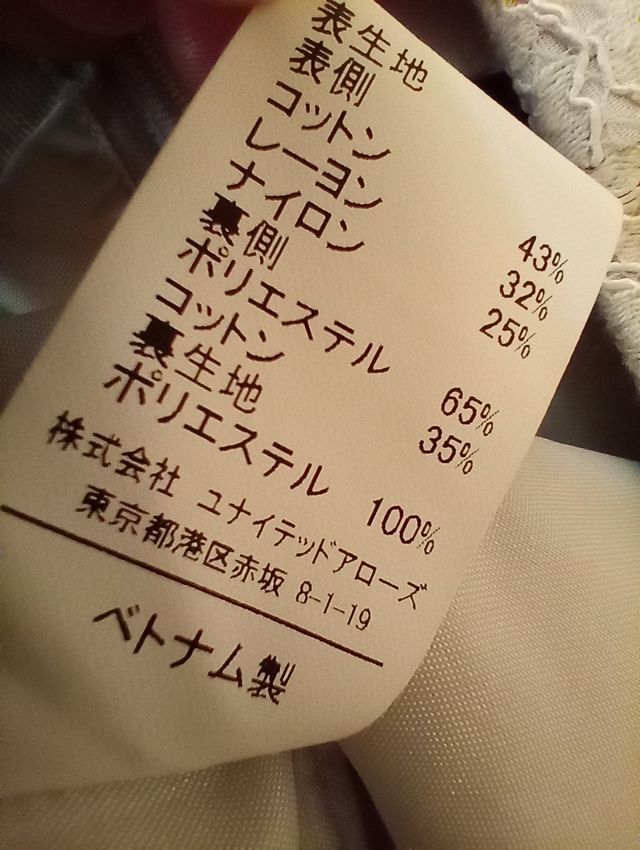 表生地
表側
コットン 43%
レーヨン 32%
ナイロン 25%
裏側
ポリエステル 65%
コットン 35%
裏生地
ポリエステル 100%
株式会社 ユナイテッドアローズ
東京都港区赤坂 8-1-19
ベトナム製